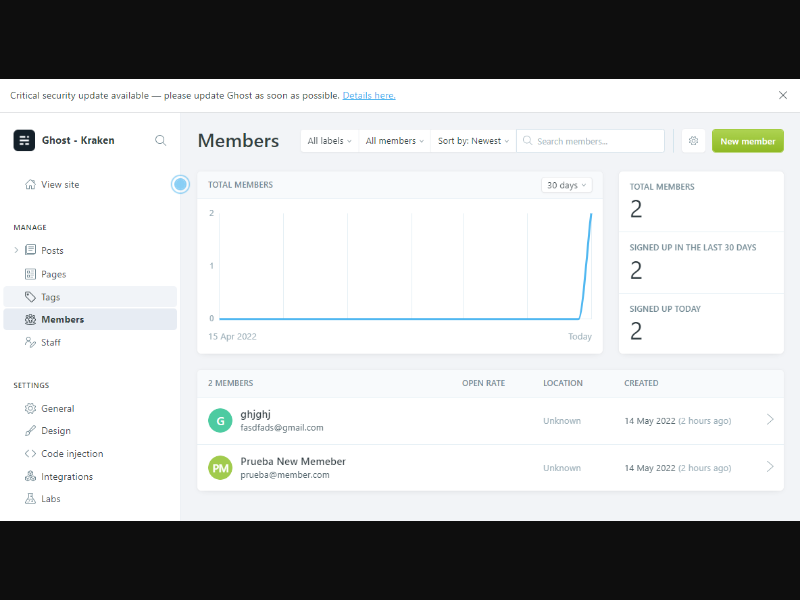 Critical security update available — please update Ghost as soon as possible. Details here.
Ghost - Kraken
View site
MANAGE
Posts
Pages
Tags
Members
Staff
SETTINGS
General
Design
Code injection
Integrations
Labs
Members
All labels
All members
Sort by: Newest
Search members...
New member
TOTAL MEMBERS
30 days
2
1
0
15 Apr 2022
Today
TOTAL MEMBERS
2
SIGNED UP IN THE LAST 30 DAYS
2
SIGNED UP TODAY
2
2 MEMBERS OPEN RATE LOCATION CREATED
G
ghjghj
fasdfads@gmail.com
Unknown
14 May 2022 (2 hours ago)
PM
Prueba New Memeber
prueba@member.com
Unknown
14 May 2022 (2 hours ago)